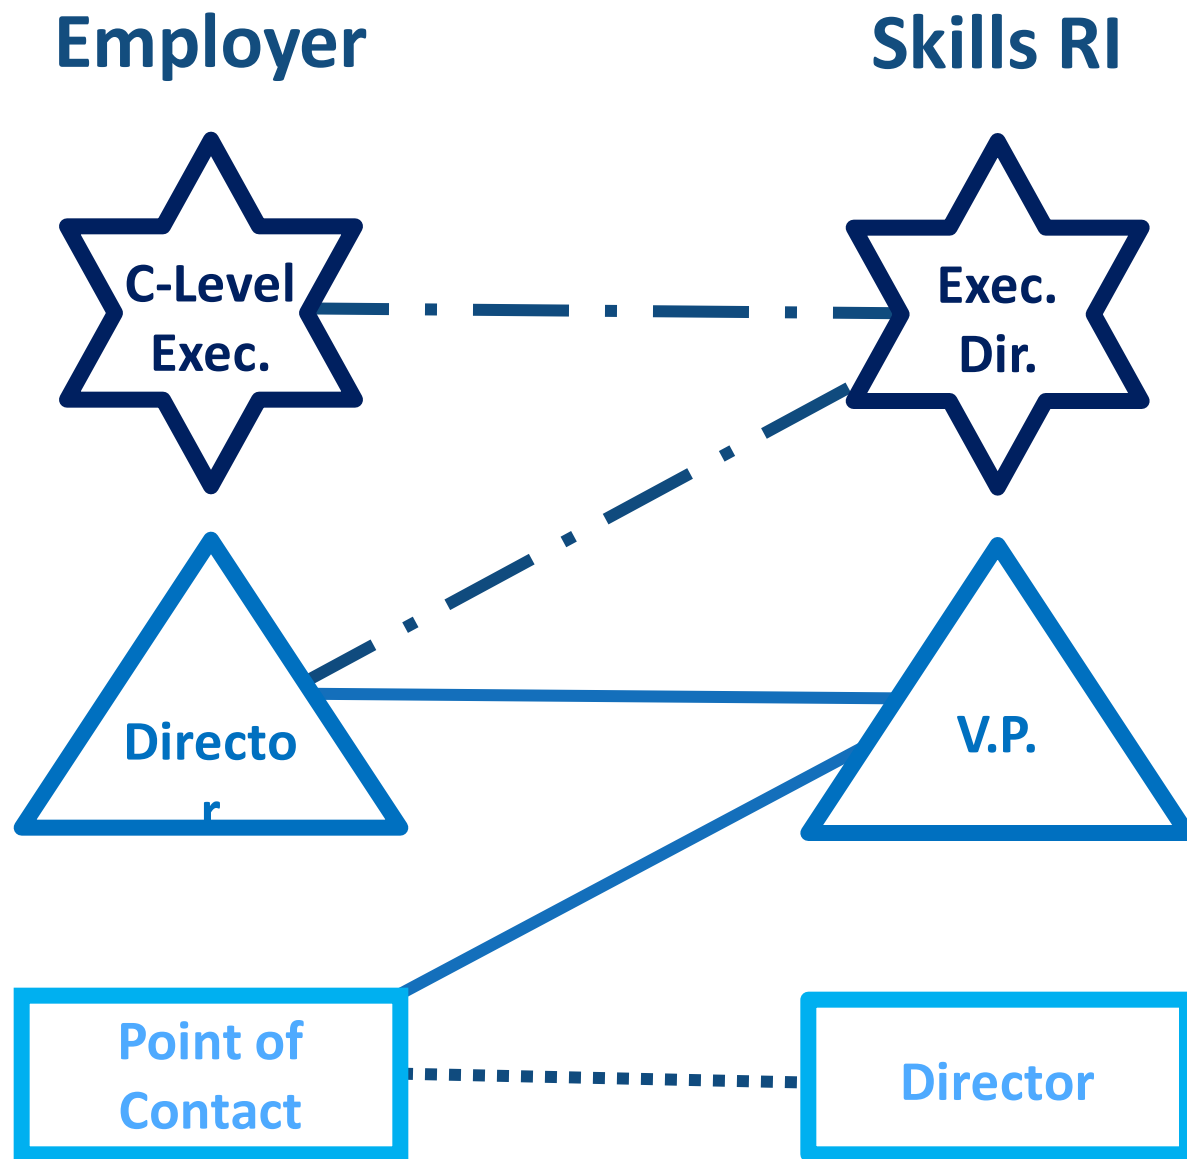 Employer
Skills RI
C-Level
Exec.
Exec.
Dir.
Directo
r
V.P.
Point of
Contact
Director